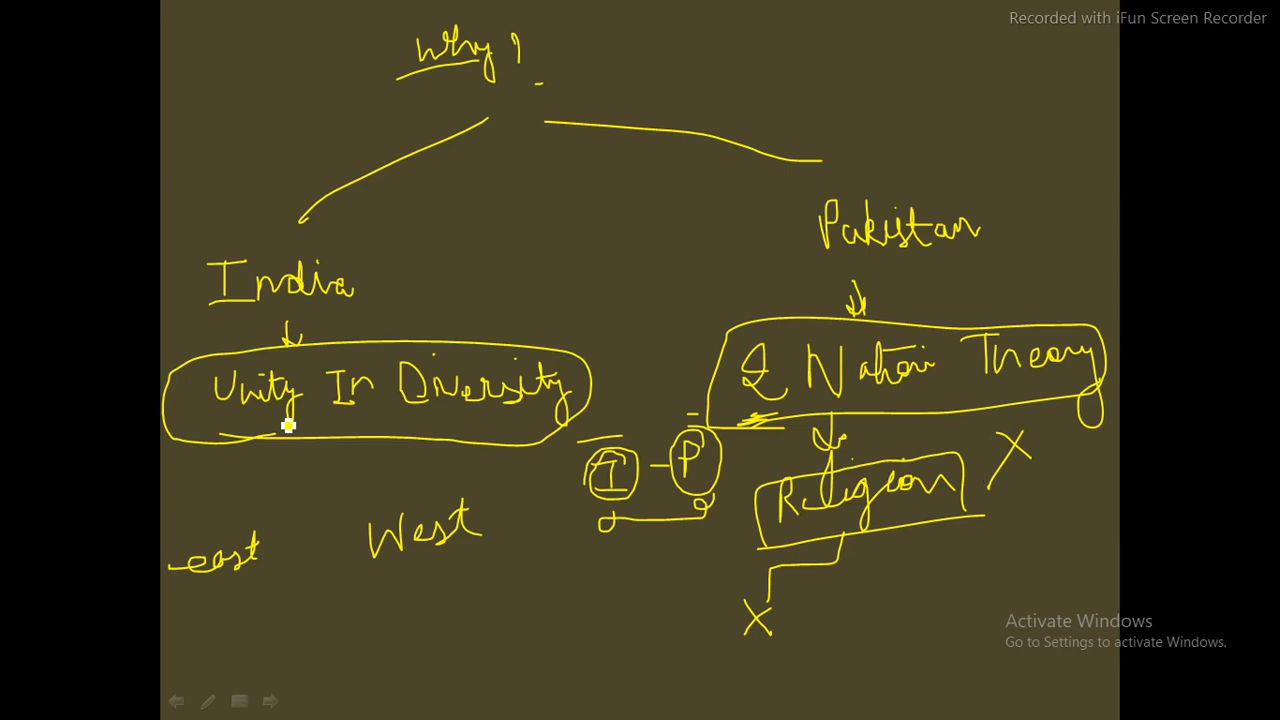 Recorded with iFun Screen Recorder
Why?
Pakistan
India
2 Nation Theory
Unity In Diversity
I - P
Religion X
East West
X
Activate Windows
Go to Settings to activate Windows.